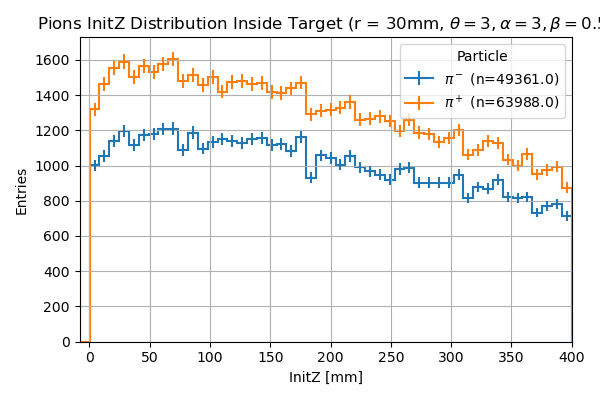 Pions InitZ Distribution Inside Target (r = 30mm, θ = 3, α = 3, β = 0.5
Particle
π⁻ (n=49361.0)
π⁺ (n=63988.0)
Entries
1600
1400
1200
1000
800
600
400
200
0
0 50 100 150 200 250 300 350 400
InitZ [mm]